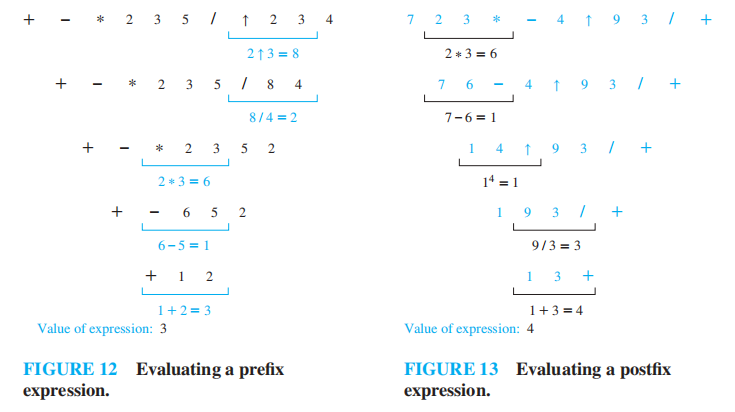 + − * 2 3 5 / ↑ 2 3 4
2 ↑ 3 = 8
+ − * 2 3 5 / 8 4
8 / 4 = 2
+ − * 2 3 5 2
2 * 3 = 6
+ − 6 5 2
6 − 5 = 1
+ 1 2
1 + 2 = 3
Value of expression: 3
FIGURE 12 Evaluating a prefix
expression.
7 2 3 * − 4 ↑ 9 3 / +
2 * 3 = 6
7 6 − 4 ↑ 9 3 / +
7 − 6 = 1
1 4 ↑ 9 3 / +
1⁴ = 1
1 9 3 / +
9 / 3 = 3
1 3 +
1 + 3 = 4
Value of expression: 4
FIGURE 13 Evaluating a postfix
expression.